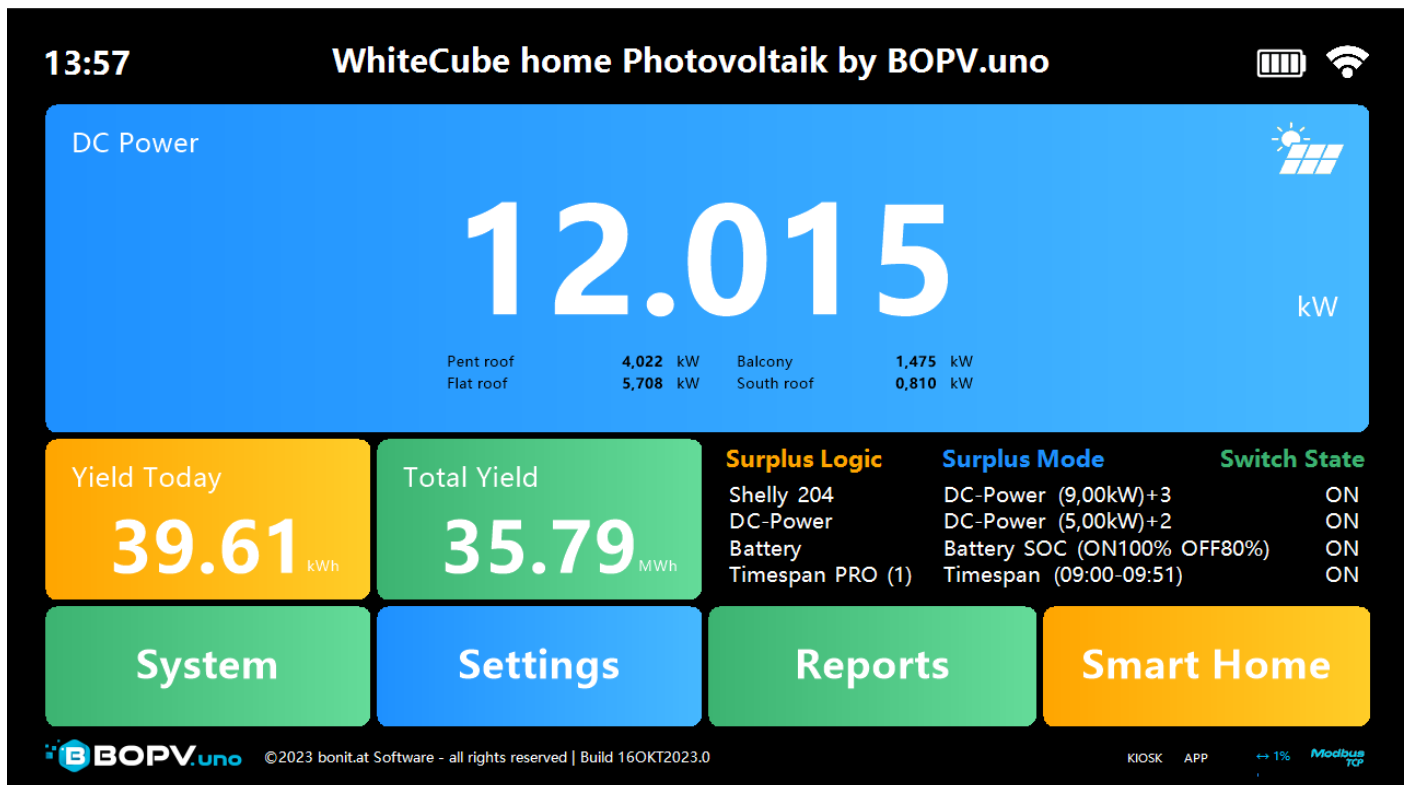 13:57 WhiteCube home Photovoltaik by BOPV.uno
DC Power
12.015
kW
Pent roof 4,022 kW Balcony 1,475 kW
Flat roof 5,708 kW South roof 0,810 kW
Yield Today
39.61 kWh
Total Yield
35.79 MWh
Surplus Logic Surplus Mode Switch State
Shelly 204 DC-Power (9,00kW)+3 ON
DC-Power DC-Power (5,00kW)+2 ON
Battery Battery SOC (ON100% OFF80%) ON
Timespan PRO (1) Timespan (09:00-09:51) ON
System Settings Reports Smart Home
B BOPV.uno ©2023 bonit.at Software - all rights reserved | Build 16OKT2023.0 KIOSK APP ↔ 1% Modbus
TCP